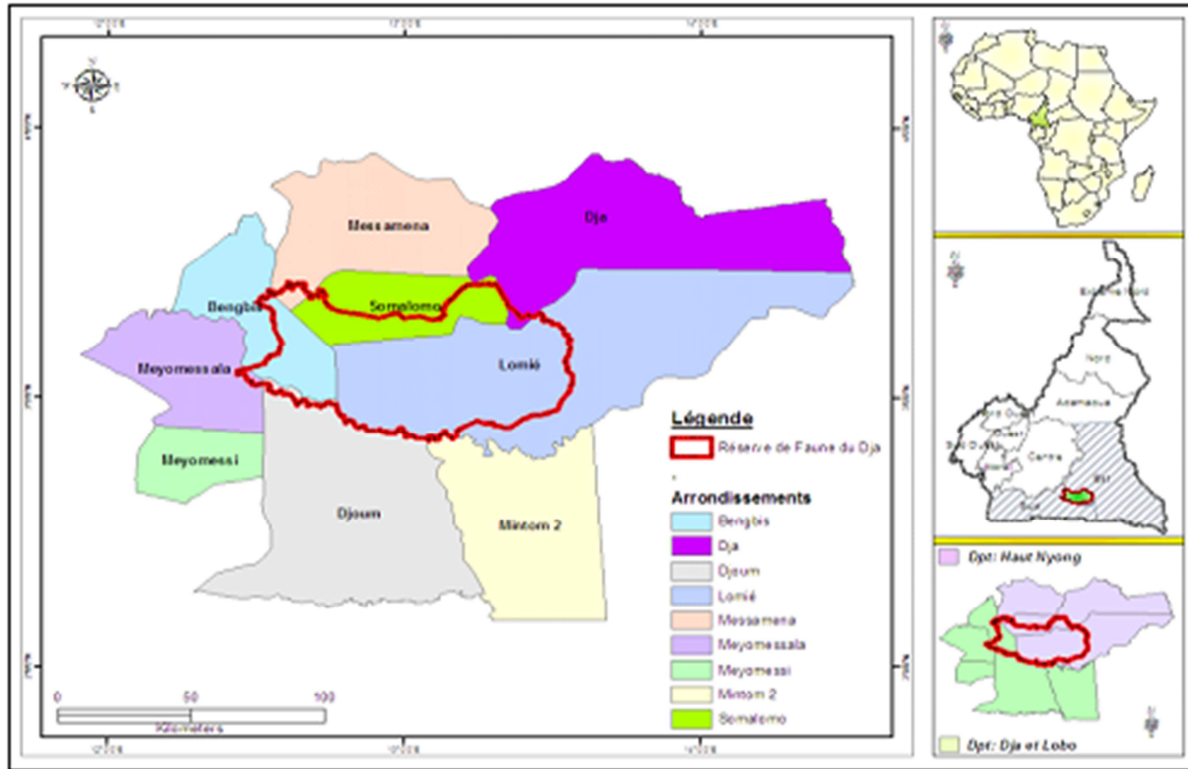 Messamena
Dja
Bengbis
Somalomo
Meyomessala
Lomié
Meyomessi
Djoum
Mintom 2
Légende
Réserve de Faune du Dja
Arrondissements
Bengbis
Dja
Djoum
Lomié
Messamena
Meyomessala
Meyomessi
Mintom 2
Somalomo
0 50 100
Kilometers
Nord
Adamaoua
Centre
Est
Dpt: Haut Nyong
Dpt: Dja et Lobo